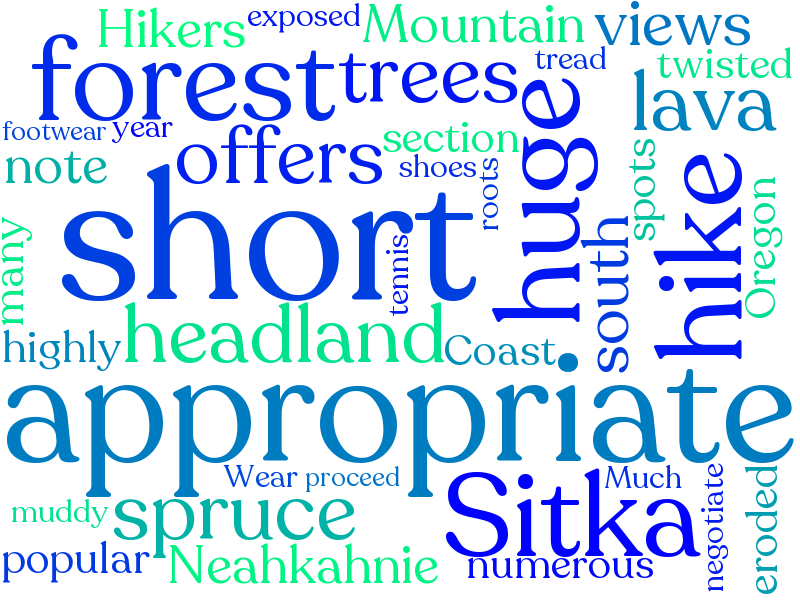 Hikers
exposed
Mountain
views
forest
trees
tread
twisted
huge
lava
footwear
year
note
offers
section
shoes
roots
spots
short
hike
Oregon
many
tennis
south
highly
headland
Coast
appropriate
Wear
proceed
Sitka
Much
negotiate
eroded
muddy
spruce
popular
Neahkahnie
numerous